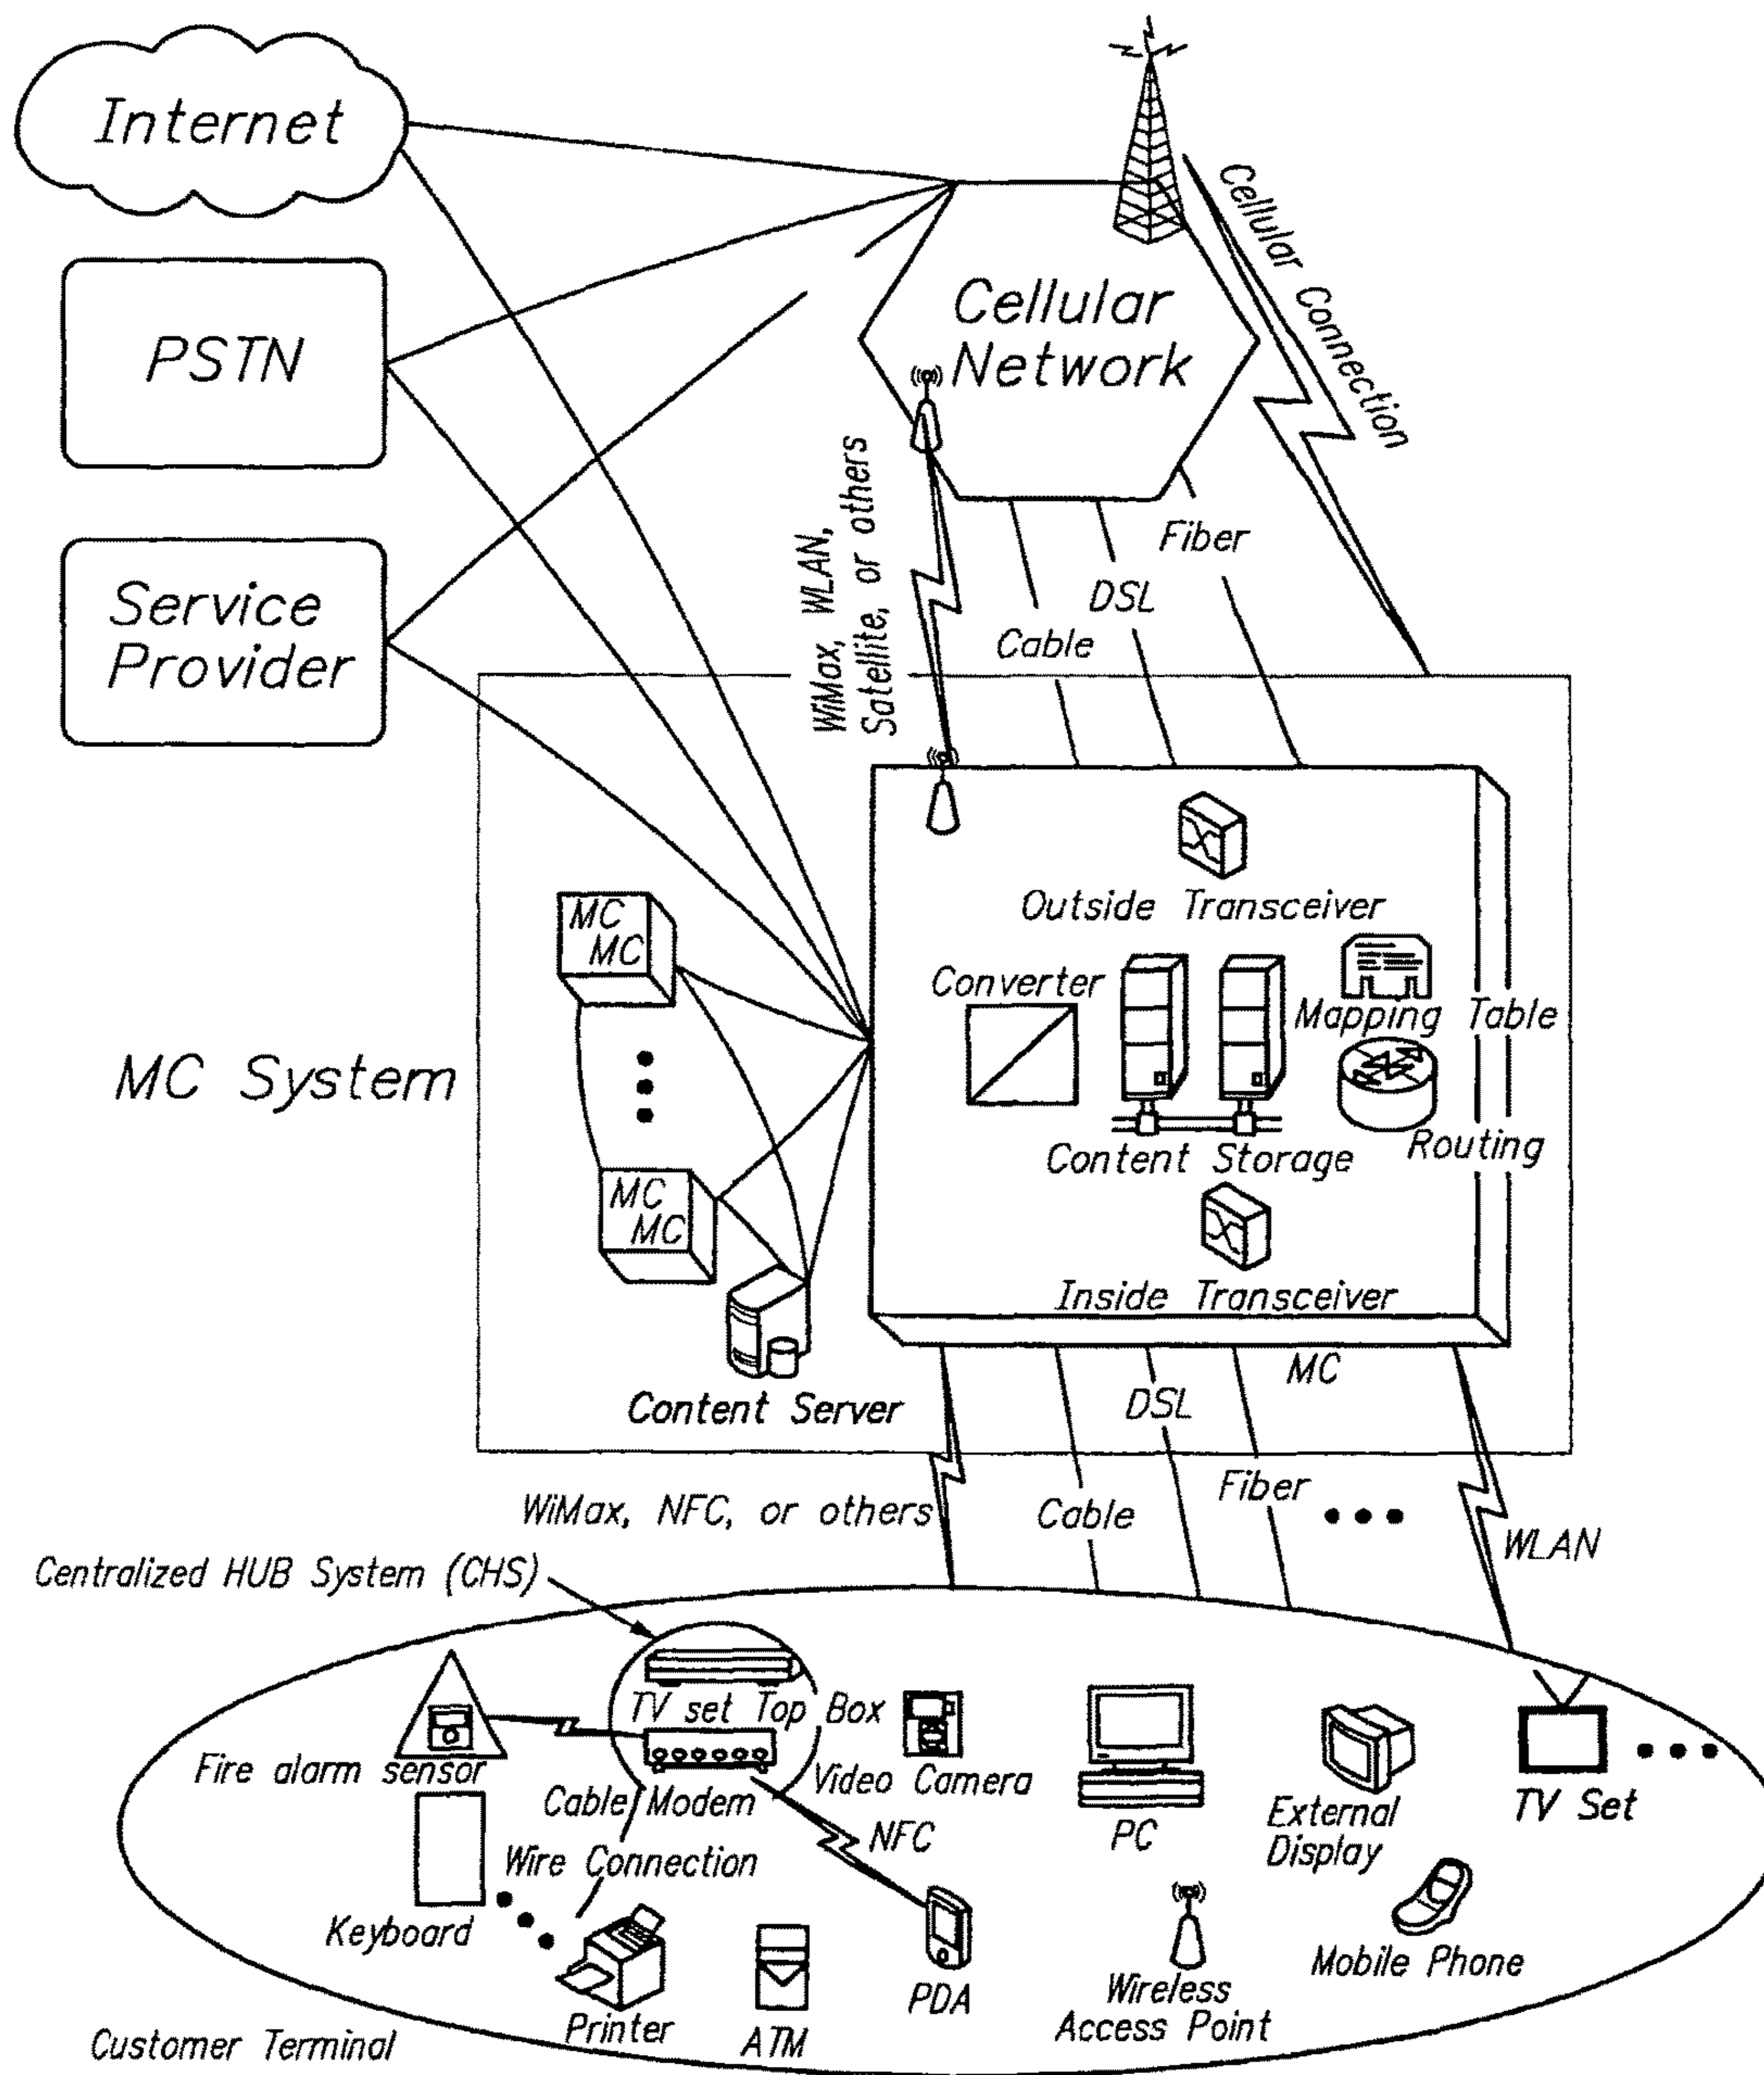 Internet
PSTN
Service
Provider
Cellular
Network
Cellular Connection
WiMax, WLAN,
Satellite, or others
Cable
DSL
Fiber
MC System
MC
MC
MC
MC
Content Server
Outside Transceiver
Converter
Mapping Table
Content Storage
Routing
Inside Transceiver
MC
WiMax, NFC, or others
Cable
DSL
Fiber
WLAN
Centralized HUB System (CHS)
TV set Top Box
Fire alarm sensor
Cable Modem
Video Camera
NFC
PC
External
Display
TV Set
Wire Connection
Keyboard
Printer
ATM
PDA
Wireless
Access Point
Mobile Phone
Customer Terminal